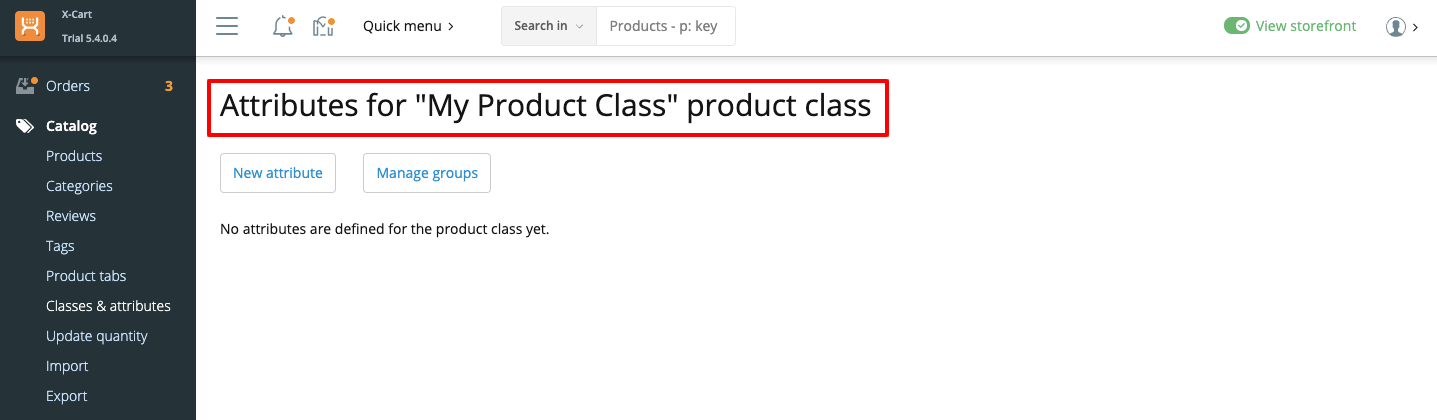 X-Cart
Trial 5.4.0.4
Quick menu
Search in
Products - p: key
View storefront
Orders 3
Catalog
Products
Categories
Reviews
Tags
Product tabs
Classes & attributes
Update quantity
Import
Export
Attributes for "My Product Class" product class
New attribute
Manage groups
No attributes are defined for the product class yet.